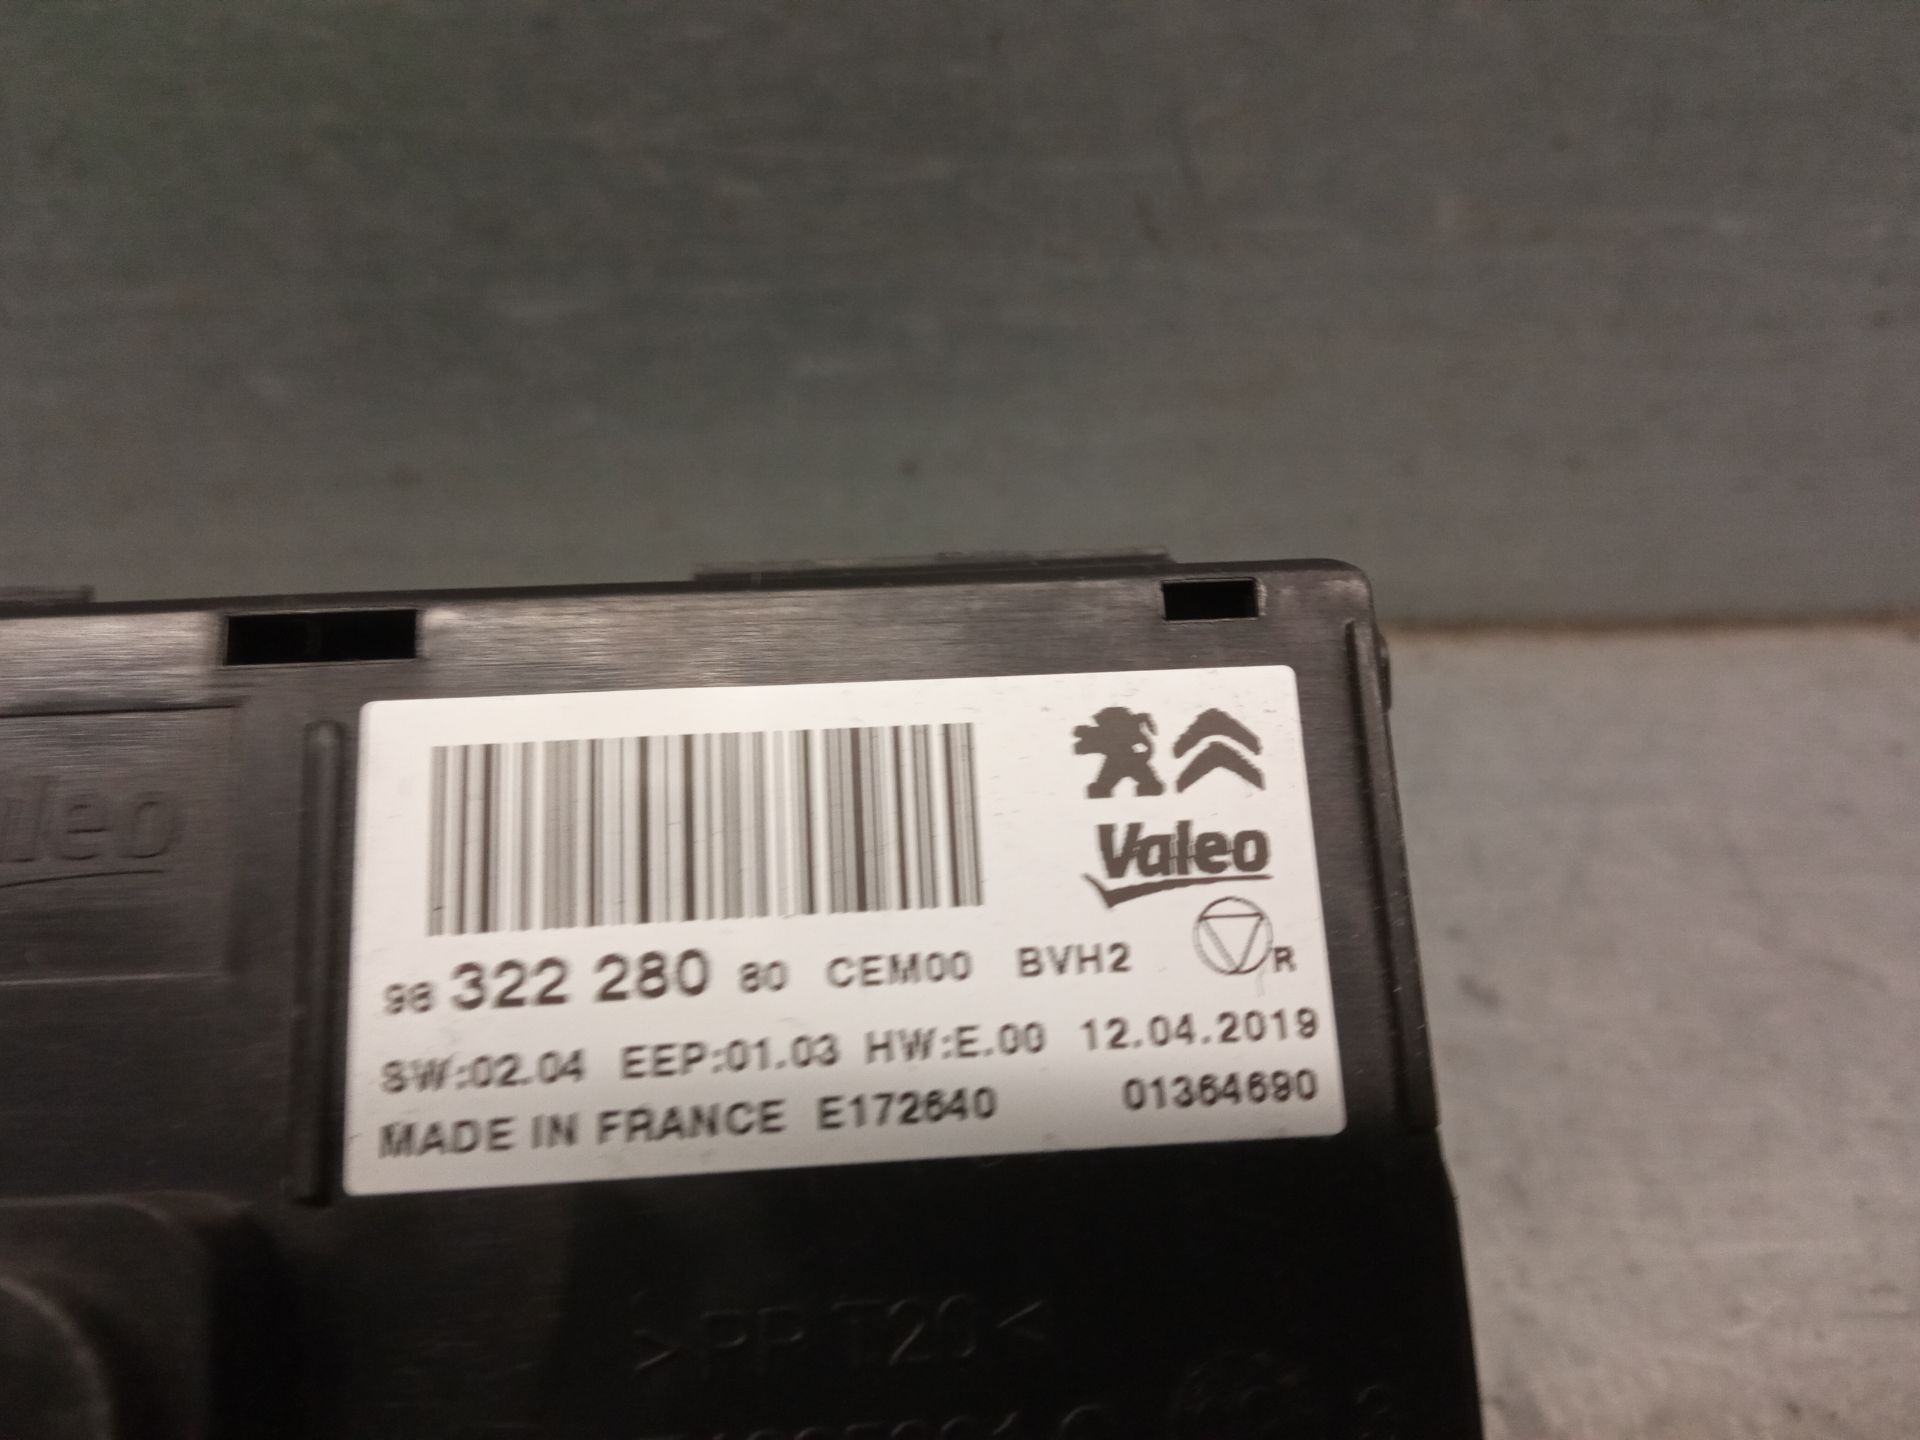 Valeo
98 322 280 80 CEM00 BVH2 R
SW:02.04 EEP:01.03 HW:E.00 12.04.2019
MADE IN FRANCE E172640 01364690
>PP T20<